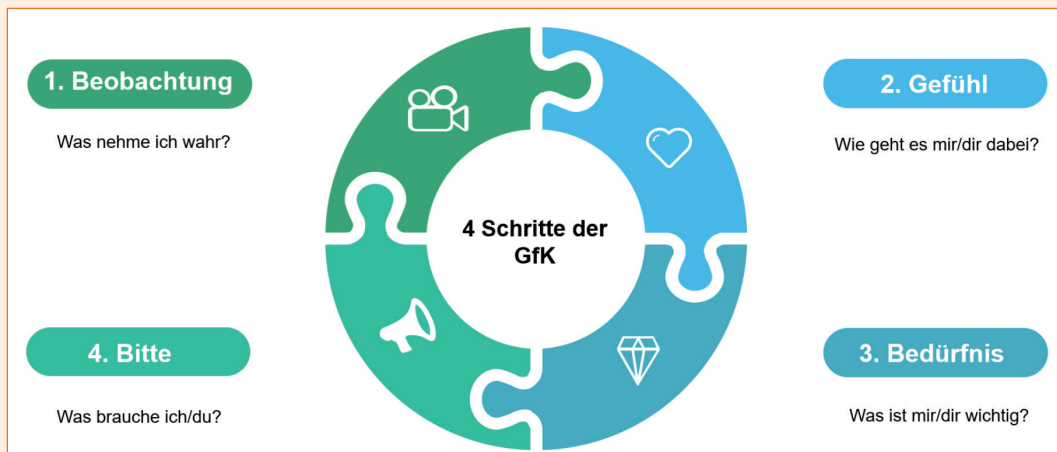 1. Beobachtung
Was nehme ich wahr?
2. Gefühl
Wie geht es mir/dir dabei?
4 Schritte der
GfK
3. Bedürfnis
Was ist mir/dir wichtig?
4. Bitte
Was brauche ich/du?